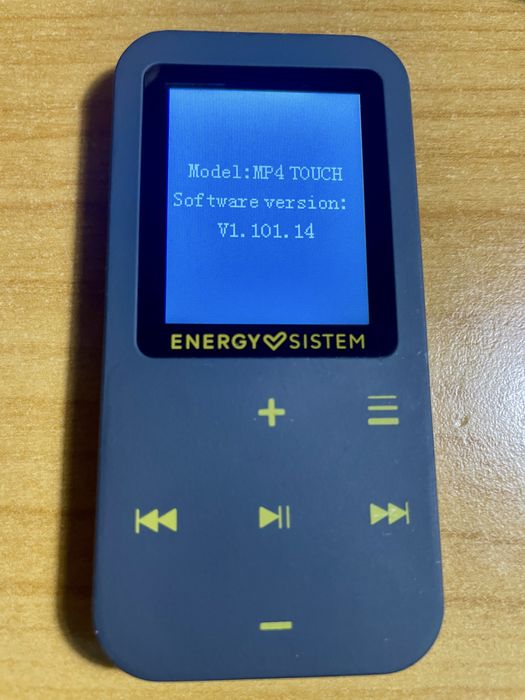 Model:MP4 TOUCH
Software version:
V1.101.14
ENERGY SISTEM